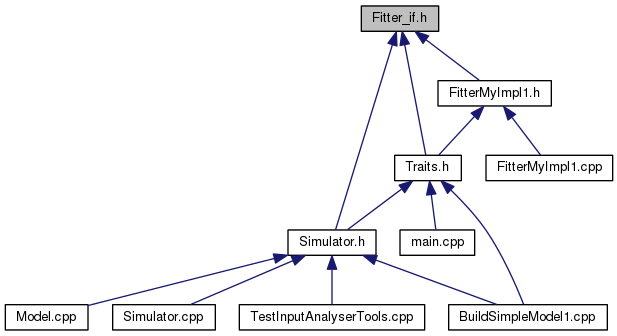 Fitter_if.h
FitterMyImpl1.h
Traits.h
FitterMyImpl1.cpp
Simulator.h
main.cpp
Model.cpp
Simulator.cpp
TestInputAnalyserTools.cpp
BuildSimpleModel1.cpp